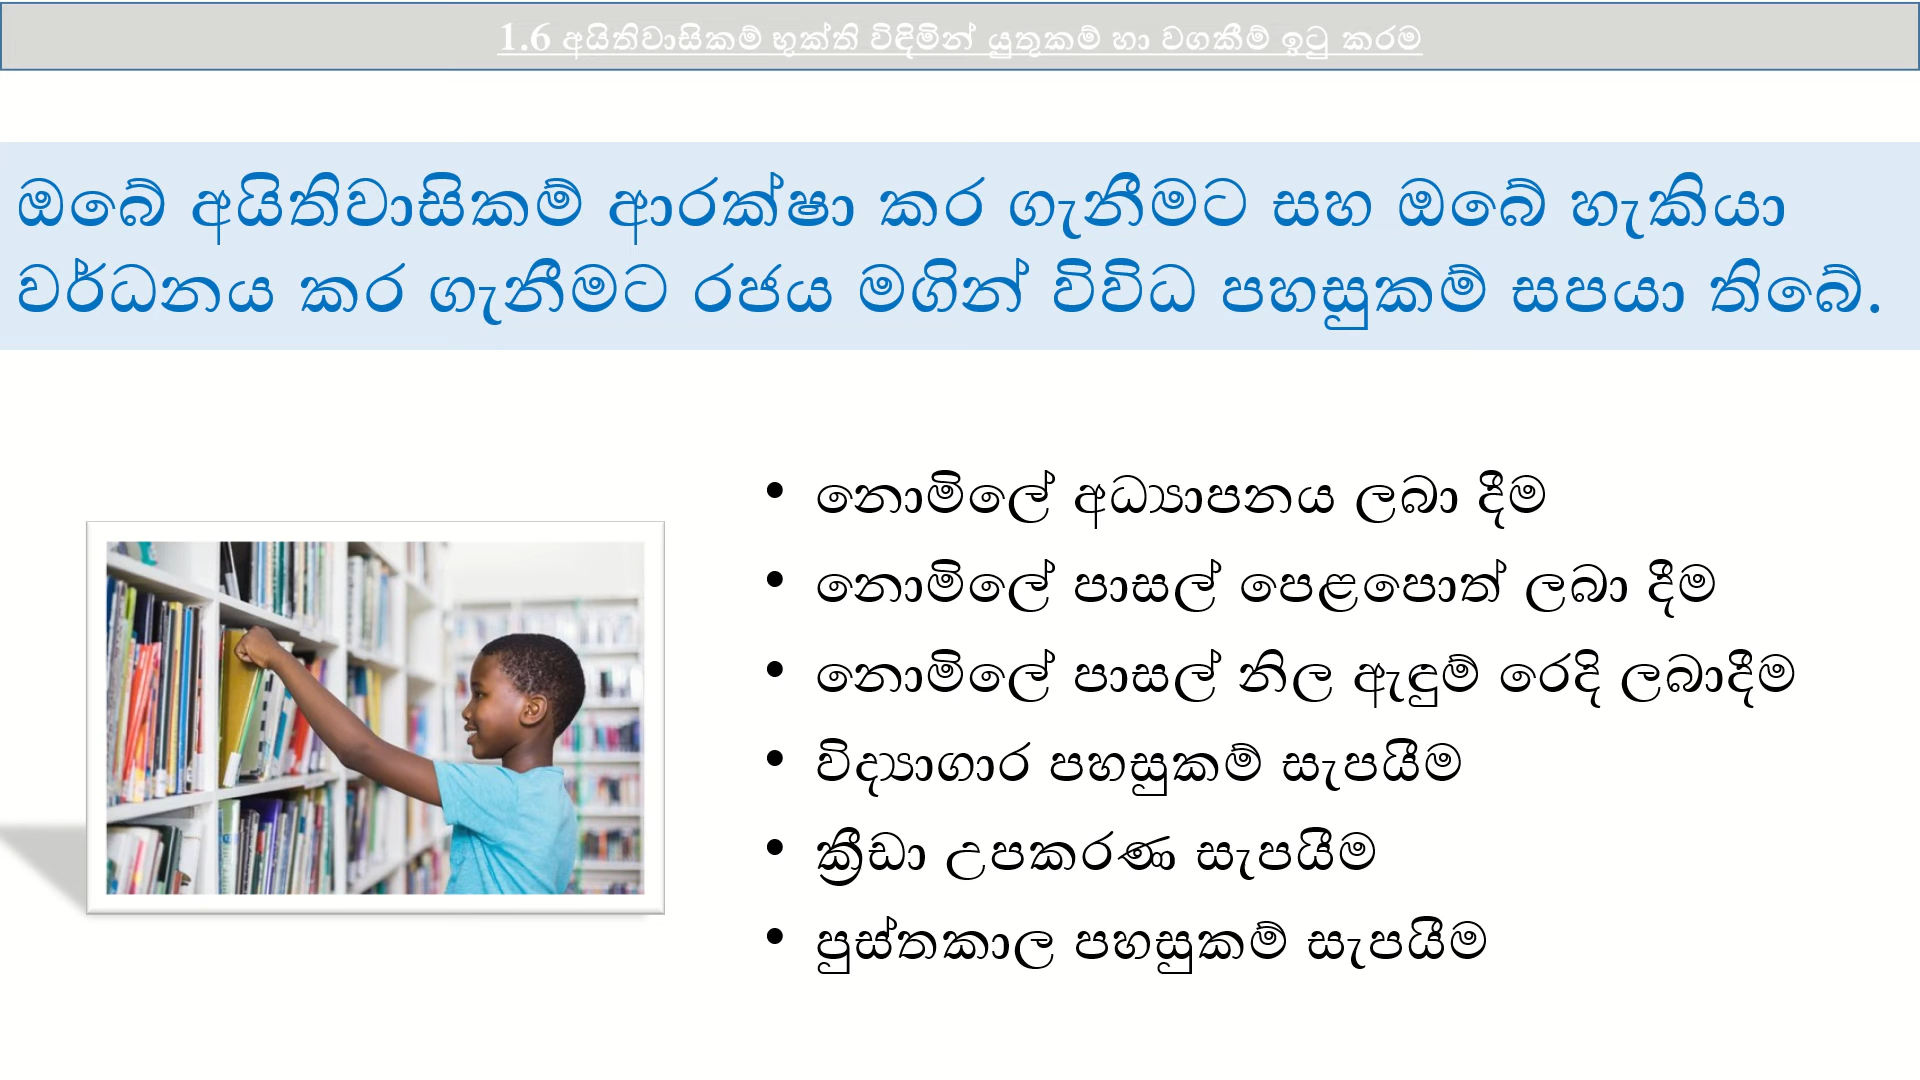 1.6 අයිතිවාසිකම් භුක්ති විඳිමින් යුතුකම් හා වගකීම් ඉටු කරම
ඔබේ අයිතිවාසිකම් ආරක්ෂා කර ගැනීමට සහ ඔබේ හැකියා
වර්ධනය කර ගැනීමට රජය මගින් විවිධ පහසුකම් සපයා තිබේ.
• නොමිලේ අධ්‍යාපනය ලබා දීම
• නොමිලේ පාසල් පෙළපොත් ලබා දීම
• නොමිලේ පාසල් නිල ඇඳුම් රෙදි ලබාදීම
• විද්‍යාගාර පහසුකම් සැපයීම
• ක්‍රීඩා උපකරණ සැපයීම
• පුස්තකාල පහසුකම් සැපයීම